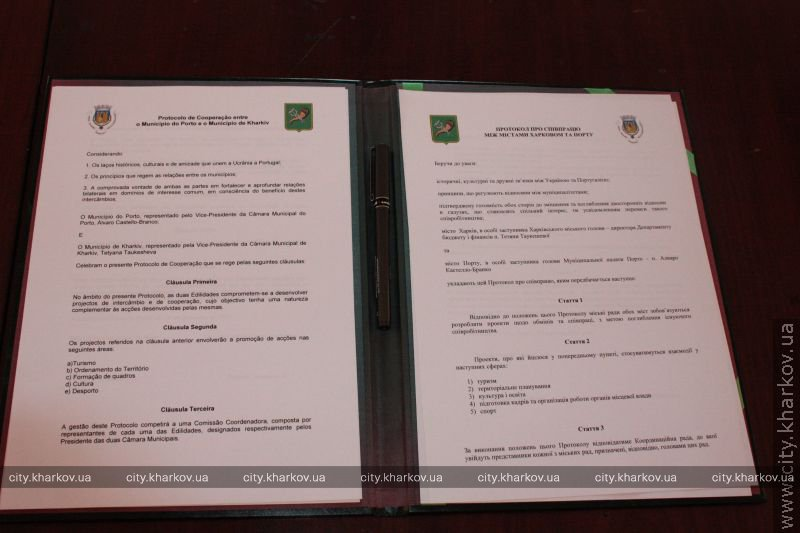 Protocolo de Cooperação entre
o Município do Porto a o Município de Kharkiv
Considerando:
1. Os laços históricos, culturais e de amizade que unem a Ucrânia a Portugal;
2. Os princípios que regem as relações entre os municípios;
3. A comprovada vontade de ambas as partes em fortalecer a aprofundar relações
bilaterais em domínios de interesse comum, em consciência do benefício destes
intercâmbios;
O Município do Porto, representado pelo Vice-Presidente da Câmara Municipal do
Porto, Alvaro Castello-Branco;
E
O Município de Kharkiv, representado pela Vice-Presidente da Câmara Municipal de
Kharkiv, Tatyana Taukesheva
Celebram o presente Protocolo de Cooperação que se rege pelas seguintes cláusulas:
Cláusula Primeira
No âmbito do presente Protocolo, as duas Edilidades comprometem-se a desenvolver
projectos de intercâmbio e de cooperação, cujo objectivo tenha uma natureza
complementar às acções desenvolvidas pelas mesmas.
Cláusula Segunda
Os projectos referidos na cláusula anterior envolverão a promoção de acções nas
seguintes áreas:
a)Turismo
b) Ordenamento do Território
c) Formação de quadros
d) Cultura
e) Desporto
Cláusula Terceira
A gestão deste Protocolo competirá a uma Comissão Coordenadora, composta por
representantes de cada uma das Edilidades, designados respectivamente pelos
Presidente das duas Câmaras Municipais.
ПРОТОКОЛ ПРО СПІВПРАЦЮ
МІЖ МІСТАМИ ХАРКОВОМ ТА ПОРТУ
Беручи до уваги:
історичні, культурні та дружні зв'язки між Україною та Португалією;
принципи, що регулюють відносини між муніципалітетами;
підтверджену готовність обох сторін до зміцнення та поглиблення двосторонніх відносин
в галузях, що становлять спільний інтерес, та усвідомленням переваг такого
співробітництва;
місто Харків, в особі заступника Харківського міського голови – директора Департаменту
бюджету і фінансів п. Тетяни Таукешевої
та
місто Порту, в особі заступника голови Муніципальної палати Порто – п. Алваро
Кастелло-Бранко
укладають цей Протокол про співпрацю, яким передбачається наступне:
Стаття 1
Відповідно до положень цього Протоколу міські ради обох міст зобов'язуються
розробляти проекти щодо обмінів та співпраці, з метою поглиблення існуючого
співробітництва.
Стаття 2
Проекти, про які йшлося у попередньому пункті, стосуватимуться взаємодії у
наступних сферах:
1) туризм
2) територіальне планування
3) культура і освіта
4) підготовка кадрів та організація роботи органів місцевої влади
5) спорт
Стаття 3
За виконання положень цього Протоколу відповідатиме Координаційна рада, до якої
увійдуть представники кожної з міських рад, призначені, відповідно, головами цих рад.
city.kharkov.ua city.kharkov.ua city.kharkov.ua city.kharkov.ua city.kharkov.ua city.kharkov.ua city.kharkov.ua
www.city.kharkov.ua